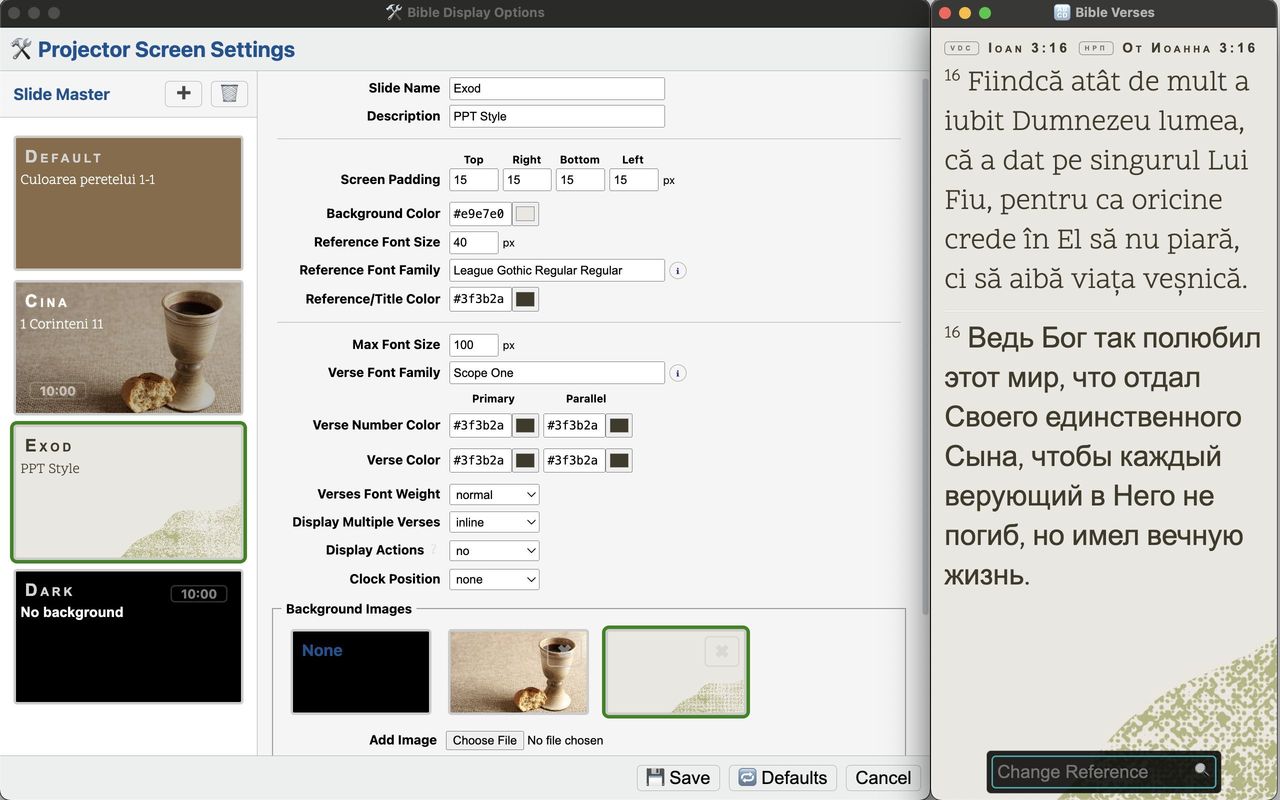 Bible Display Options
Projector Screen Settings
Slide Master
+
Default
Culoarea peretelui 1-1
Cina
1 Corinteni 11
10:00
Exod
PPT Style
Dark
10:00
No background
Slide Name Exod
Description PPT Style
Top Right Bottom Left
Screen Padding 15 15 15 15 px
Background Color #e9e7e0
Reference Font Size 40 px
Reference Font Family League Gothic Regular Regular i
Reference/Title Color #3f3b2a
Max Font Size 100 px
Verse Font Family Scope One i
Primary Parallel
Verse Number Color #3f3b2a #3f3b2a
Verse Color #3f3b2a #3f3b2a
Verses Font Weight normal
Display Multiple Verses inline
Display Actions ? no
Clock Position none
Background Images
None
Add Image Choose File No file chosen
Save Defaults Cancel
Bible Verses
VDC Ioan 3:16 НРП От Иоанна 3:16
16 Fiindcă atât de mult a
iubit Dumnezeu lumea,
că a dat pe singurul Lui
Fiu, pentru ca oricine
crede în El să nu piară,
ci să aibă viața veșnică.
16 Ведь Бог так полюбил
этот мир, что отдал
Своего единственного
Сына, чтобы каждый
верующий в Него не
погиб, но имел вечную
жизнь.
Change Reference